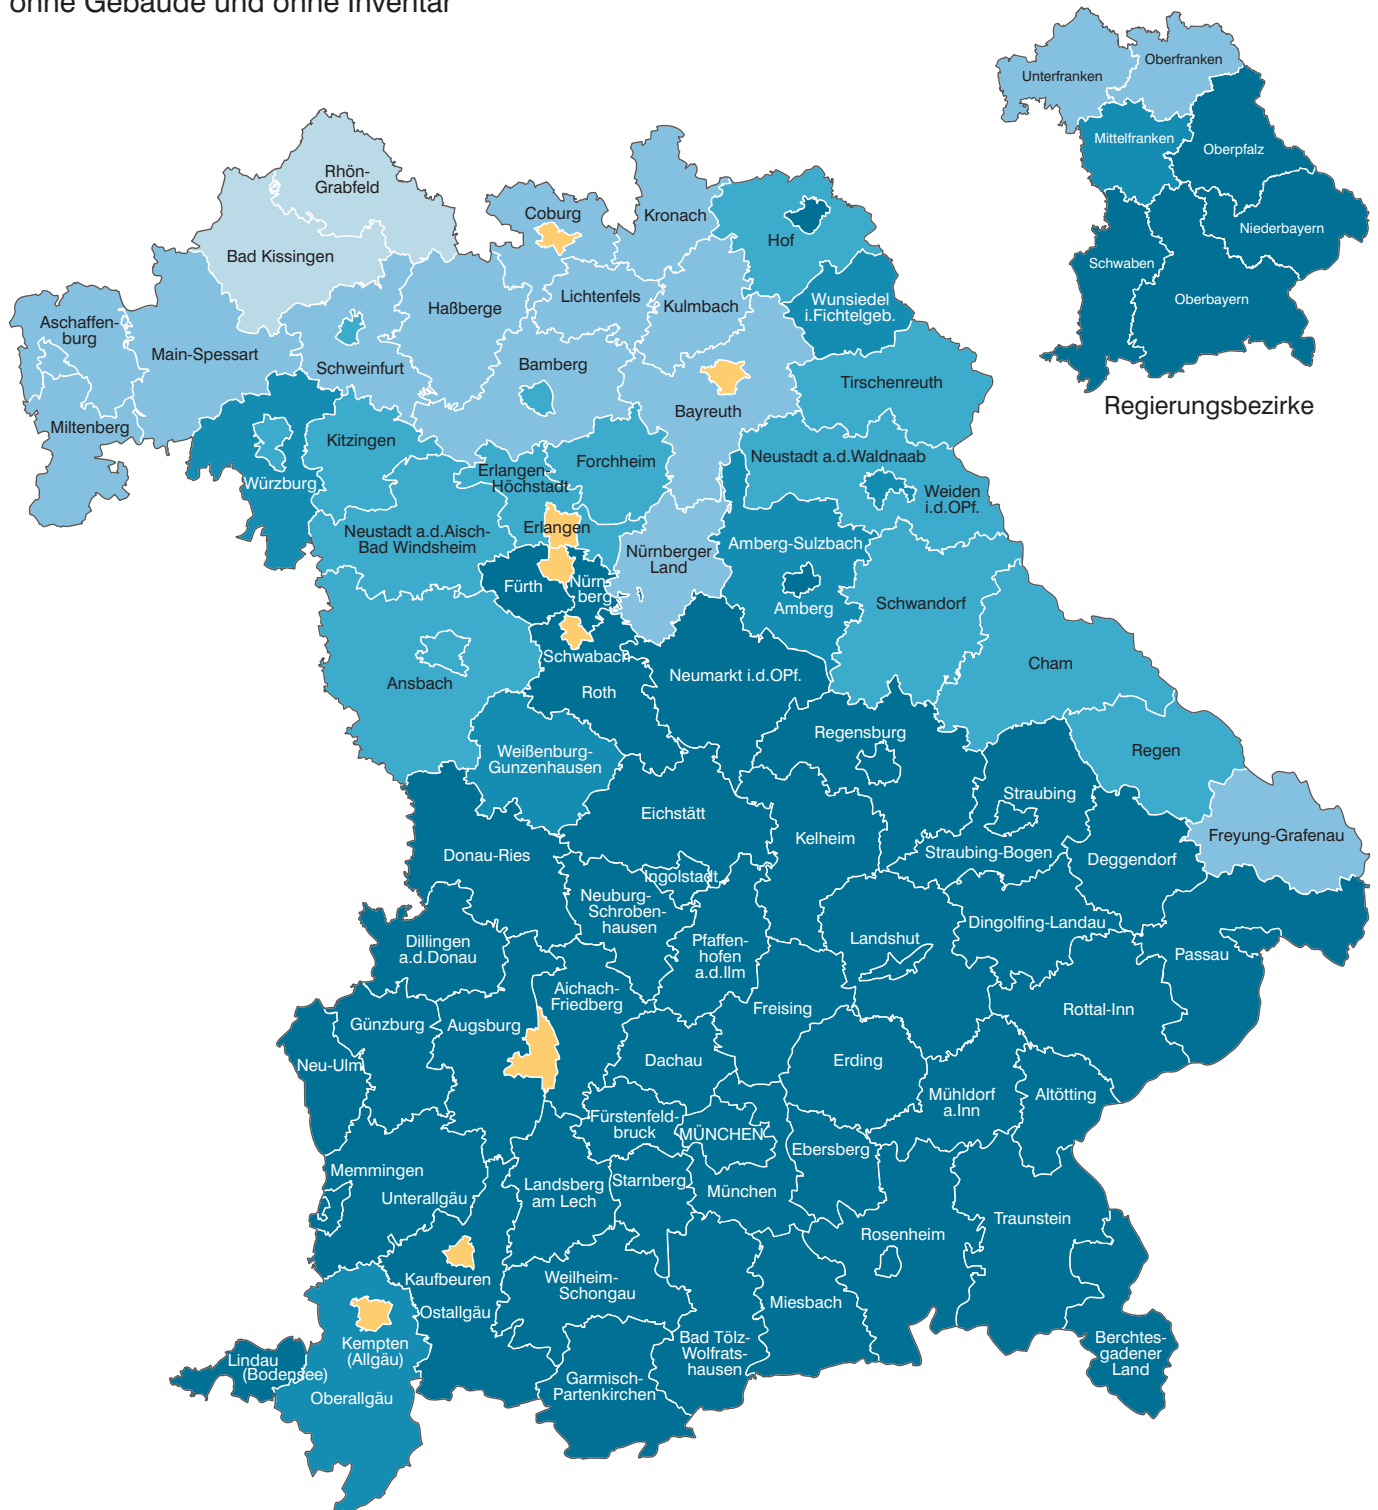 ohne Gebäude und ohne Inventar
Unterfranken
Oberfranken
Mittelfranken
Oberpfalz
Niederbayern
Schwaben
Oberbayern
Regierungsbezirke
Rhön-
Grabfeld
Bad Kissingen
Coburg
Kronach
Hof
Lichtenfels
Kulmbach
Wunsiedel
i.Fichtelgeb.
Haßberge
Aschaffen-
burg
Main-Spessart
Schweinfurt
Bamberg
Bayreuth
Tirschenreuth
Miltenberg
Kitzingen
Würzburg
Erlangen-
Höchstadt
Forchheim
Neustadt a.d.Waldnaab
Weiden
i.d.OPf.
Neustadt a.d.Aisch-
Bad Windsheim
Erlangen
Nürnberger
Land
Amberg-Sulzbach
Fürth
Nürn-
berg
Amberg
Schwandorf
Ansbach
Schwabach
Roth
Neumarkt i.d.OPf.
Cham
Regensburg
Regen
Weißenburg-
Gunzenhausen
Eichstätt
Straubing
Kelheim
Freyung-Grafenau
Donau-Ries
Straubing-Bogen
Deggendorf
Ingolstadt
Neuburg-
Schroben-
hausen
Dillingen
a.d.Donau
Pfaffen-
hofen
a.d.Ilm
Landshut
Dingolfing-Landau
Passau
Aichach-
Friedberg
Freising
Rottal-Inn
Günzburg
Augsburg
Neu-Ulm
Dachau
Erding
Mühldorf
a.Inn
Altötting
Fürstenfeld-
bruck
MÜNCHEN
Ebersberg
Memmingen
Unterallgäu
Landsberg
am Lech
Starnberg
München
Traunstein
Rosenheim
Kaufbeuren
Weilheim-
Schongau
Ostallgäu
Miesbach
Kempten
(Allgäu)
Bad Tölz-
Wolfrats-
hausen
Berchtes-
gadener
Land
Lindau
(Bodensee)
Oberallgäu
Garmisch-
Partenkirchen